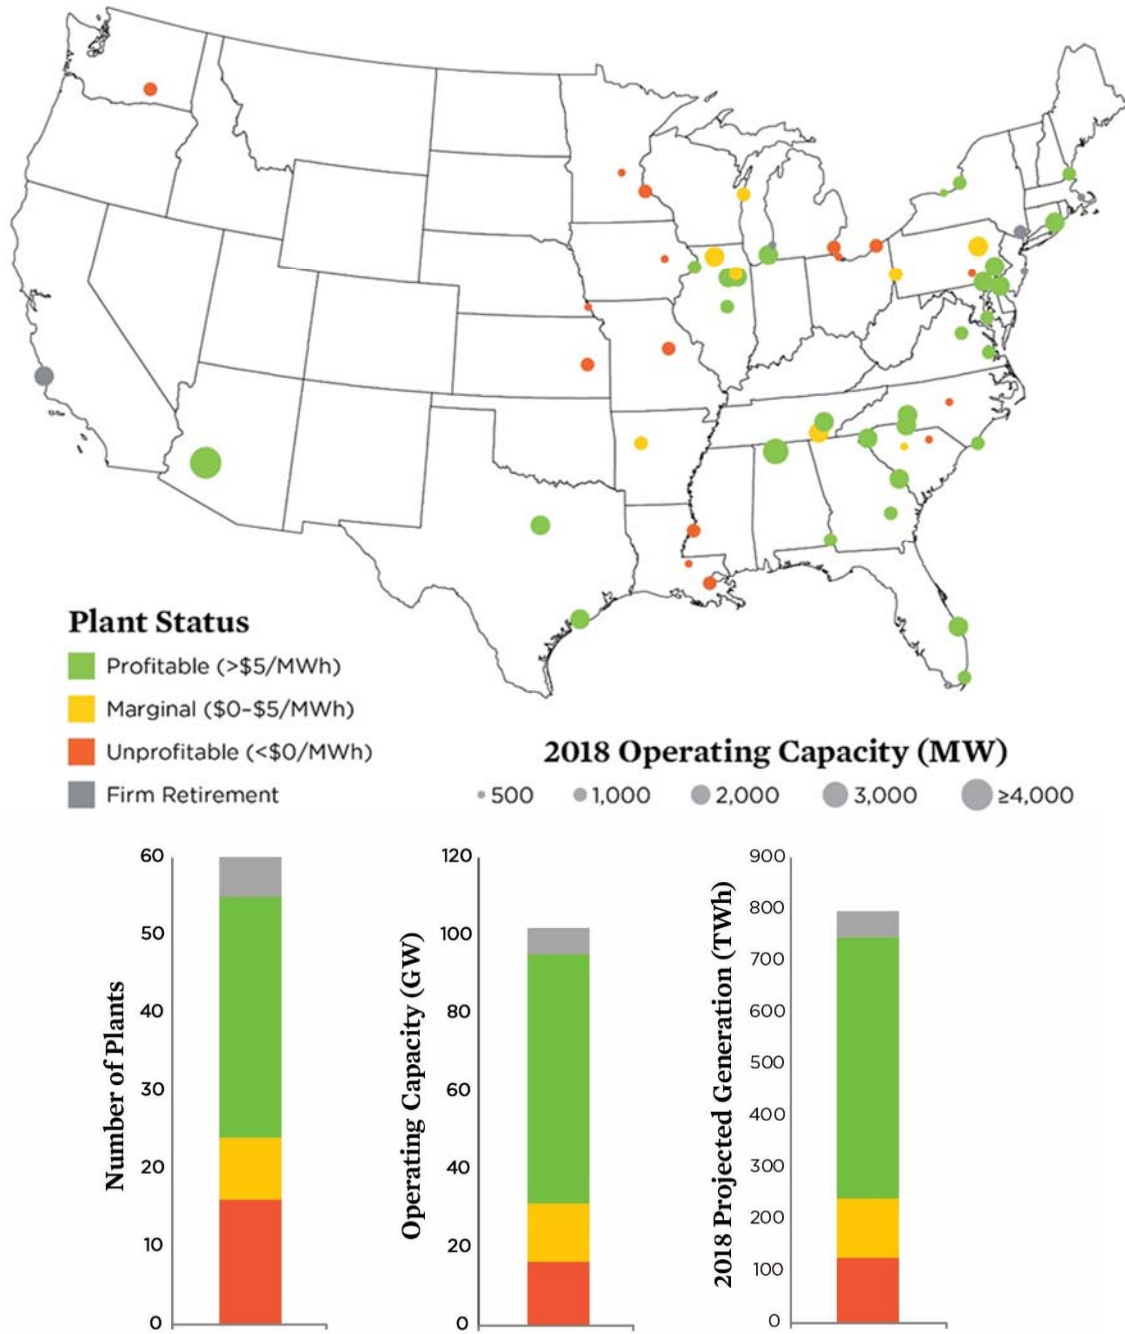 Plant Status
Profitable (>$5/MWh)
Marginal ($0–$5/MWh)
Unprofitable (<$0/MWh)
Firm Retirement
2018 Operating Capacity (MW)
500 1,000 2,000 3,000 ≥4,000
Number of Plants
60
50
40
30
20
10
0
Operating Capacity (GW)
120
100
80
60
40
20
0
2018 Projected Generation (TWh)
900
800
700
600
500
400
300
200
100
0